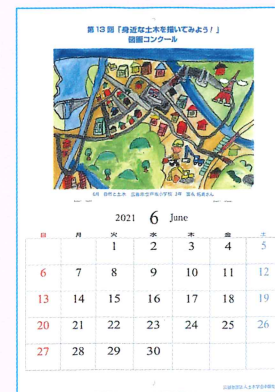 第13回「身近な土木を描いてみよう！」
図画コンクール
2021 6 June
日 月 火 水 木 金 土
1 2 3 4 5
6 7 8 9 10 11 12
13 14 15 16 17 18 19
20 21 22 23 24 25 26
27 28 29 30